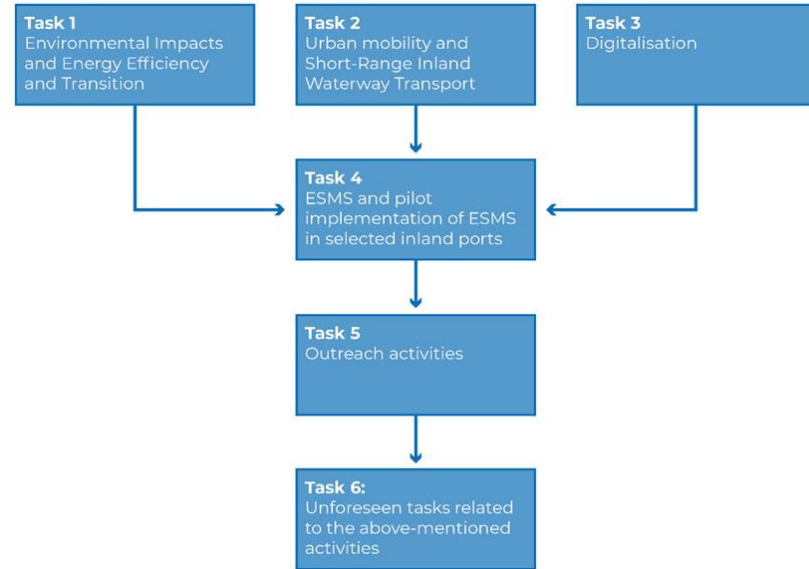 Task 1
Environmental Impacts
and Energy Efficiency
and Transition
Task 2
Urban mobility and
Short-Range Inland
Waterway Transport
Task 3
Digitalisation
Task 4
ESMS and pilot
implementation of ESMS
in selected inland ports
Task 5
Outreach activities
Task 6:
Unforeseen tasks related
to the above-mentioned
activities